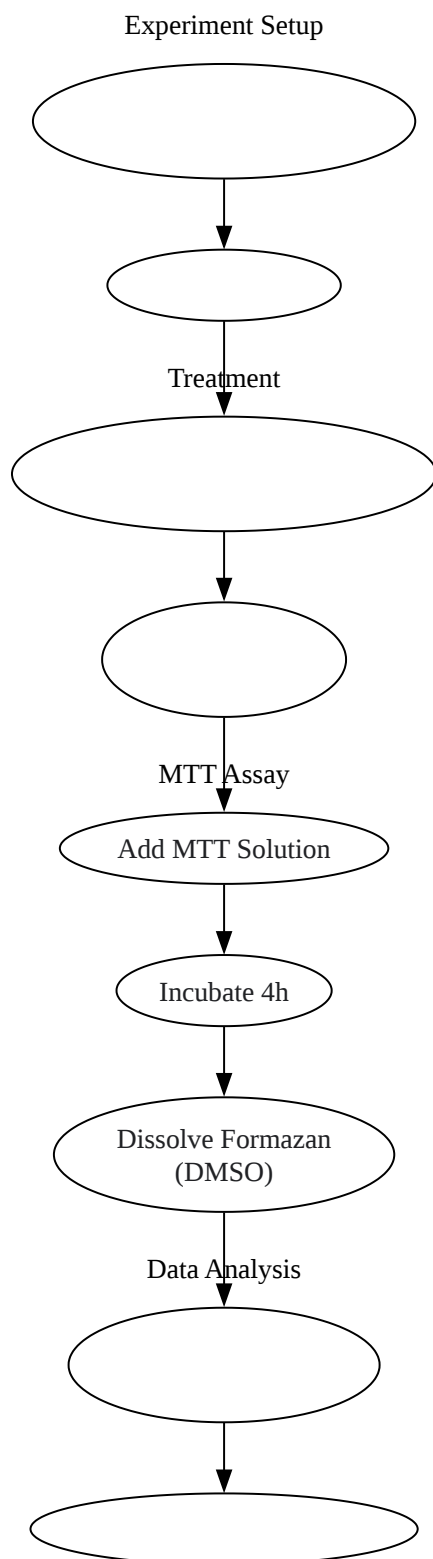 Experiment Setup
Treatment
MTT Assay
Add MTT Solution
Incubate 4h
Dissolve Formazan
(DMSO)
Data Analysis